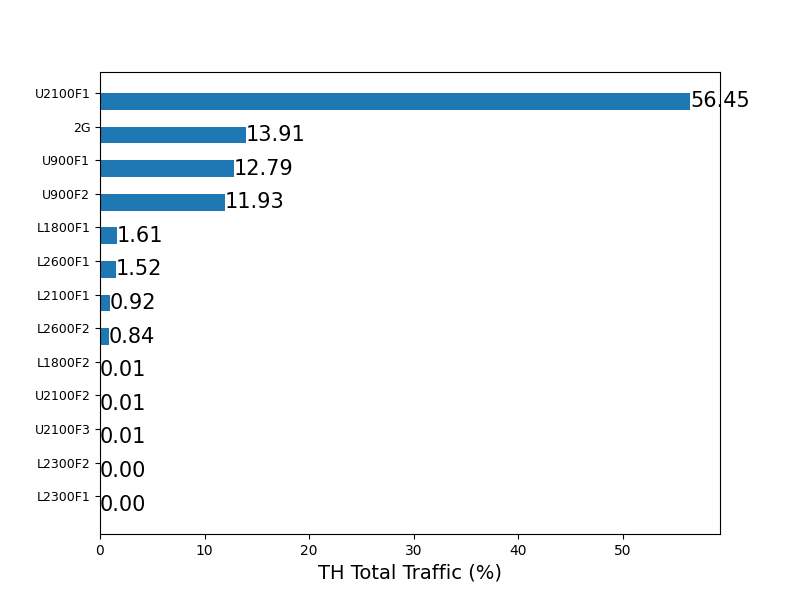 U2100F1 56.45
2G 13.91
U900F1 12.79
U900F2 11.93
L1800F1 1.61
L2600F1 1.52
L2100F1 0.92
L2600F2 0.84
L1800F2 0.01
U2100F2 0.01
U2100F3 0.01
L2300F2 0.00
L2300F1 0.00
0 10 20 30 40 50
TH Total Traffic (%)